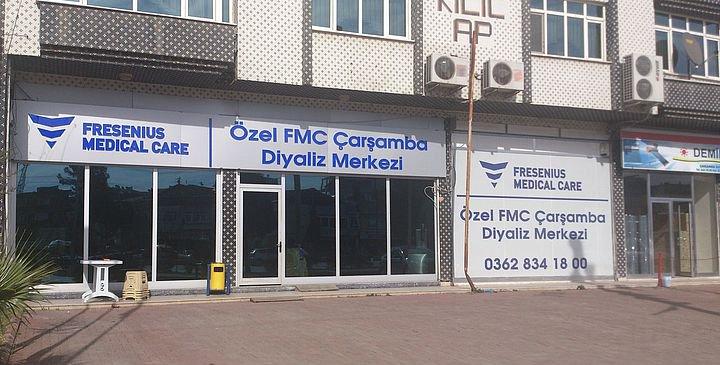 KILIÇ
AP
FRESENIUS
MEDICAL CARE
Özel FMC Çarşamba
Diyaliz Merkezi
FRESENIUS
MEDICAL CARE
Özel FMC Çarşamba
Diyaliz Merkezi
0362 834 18 00